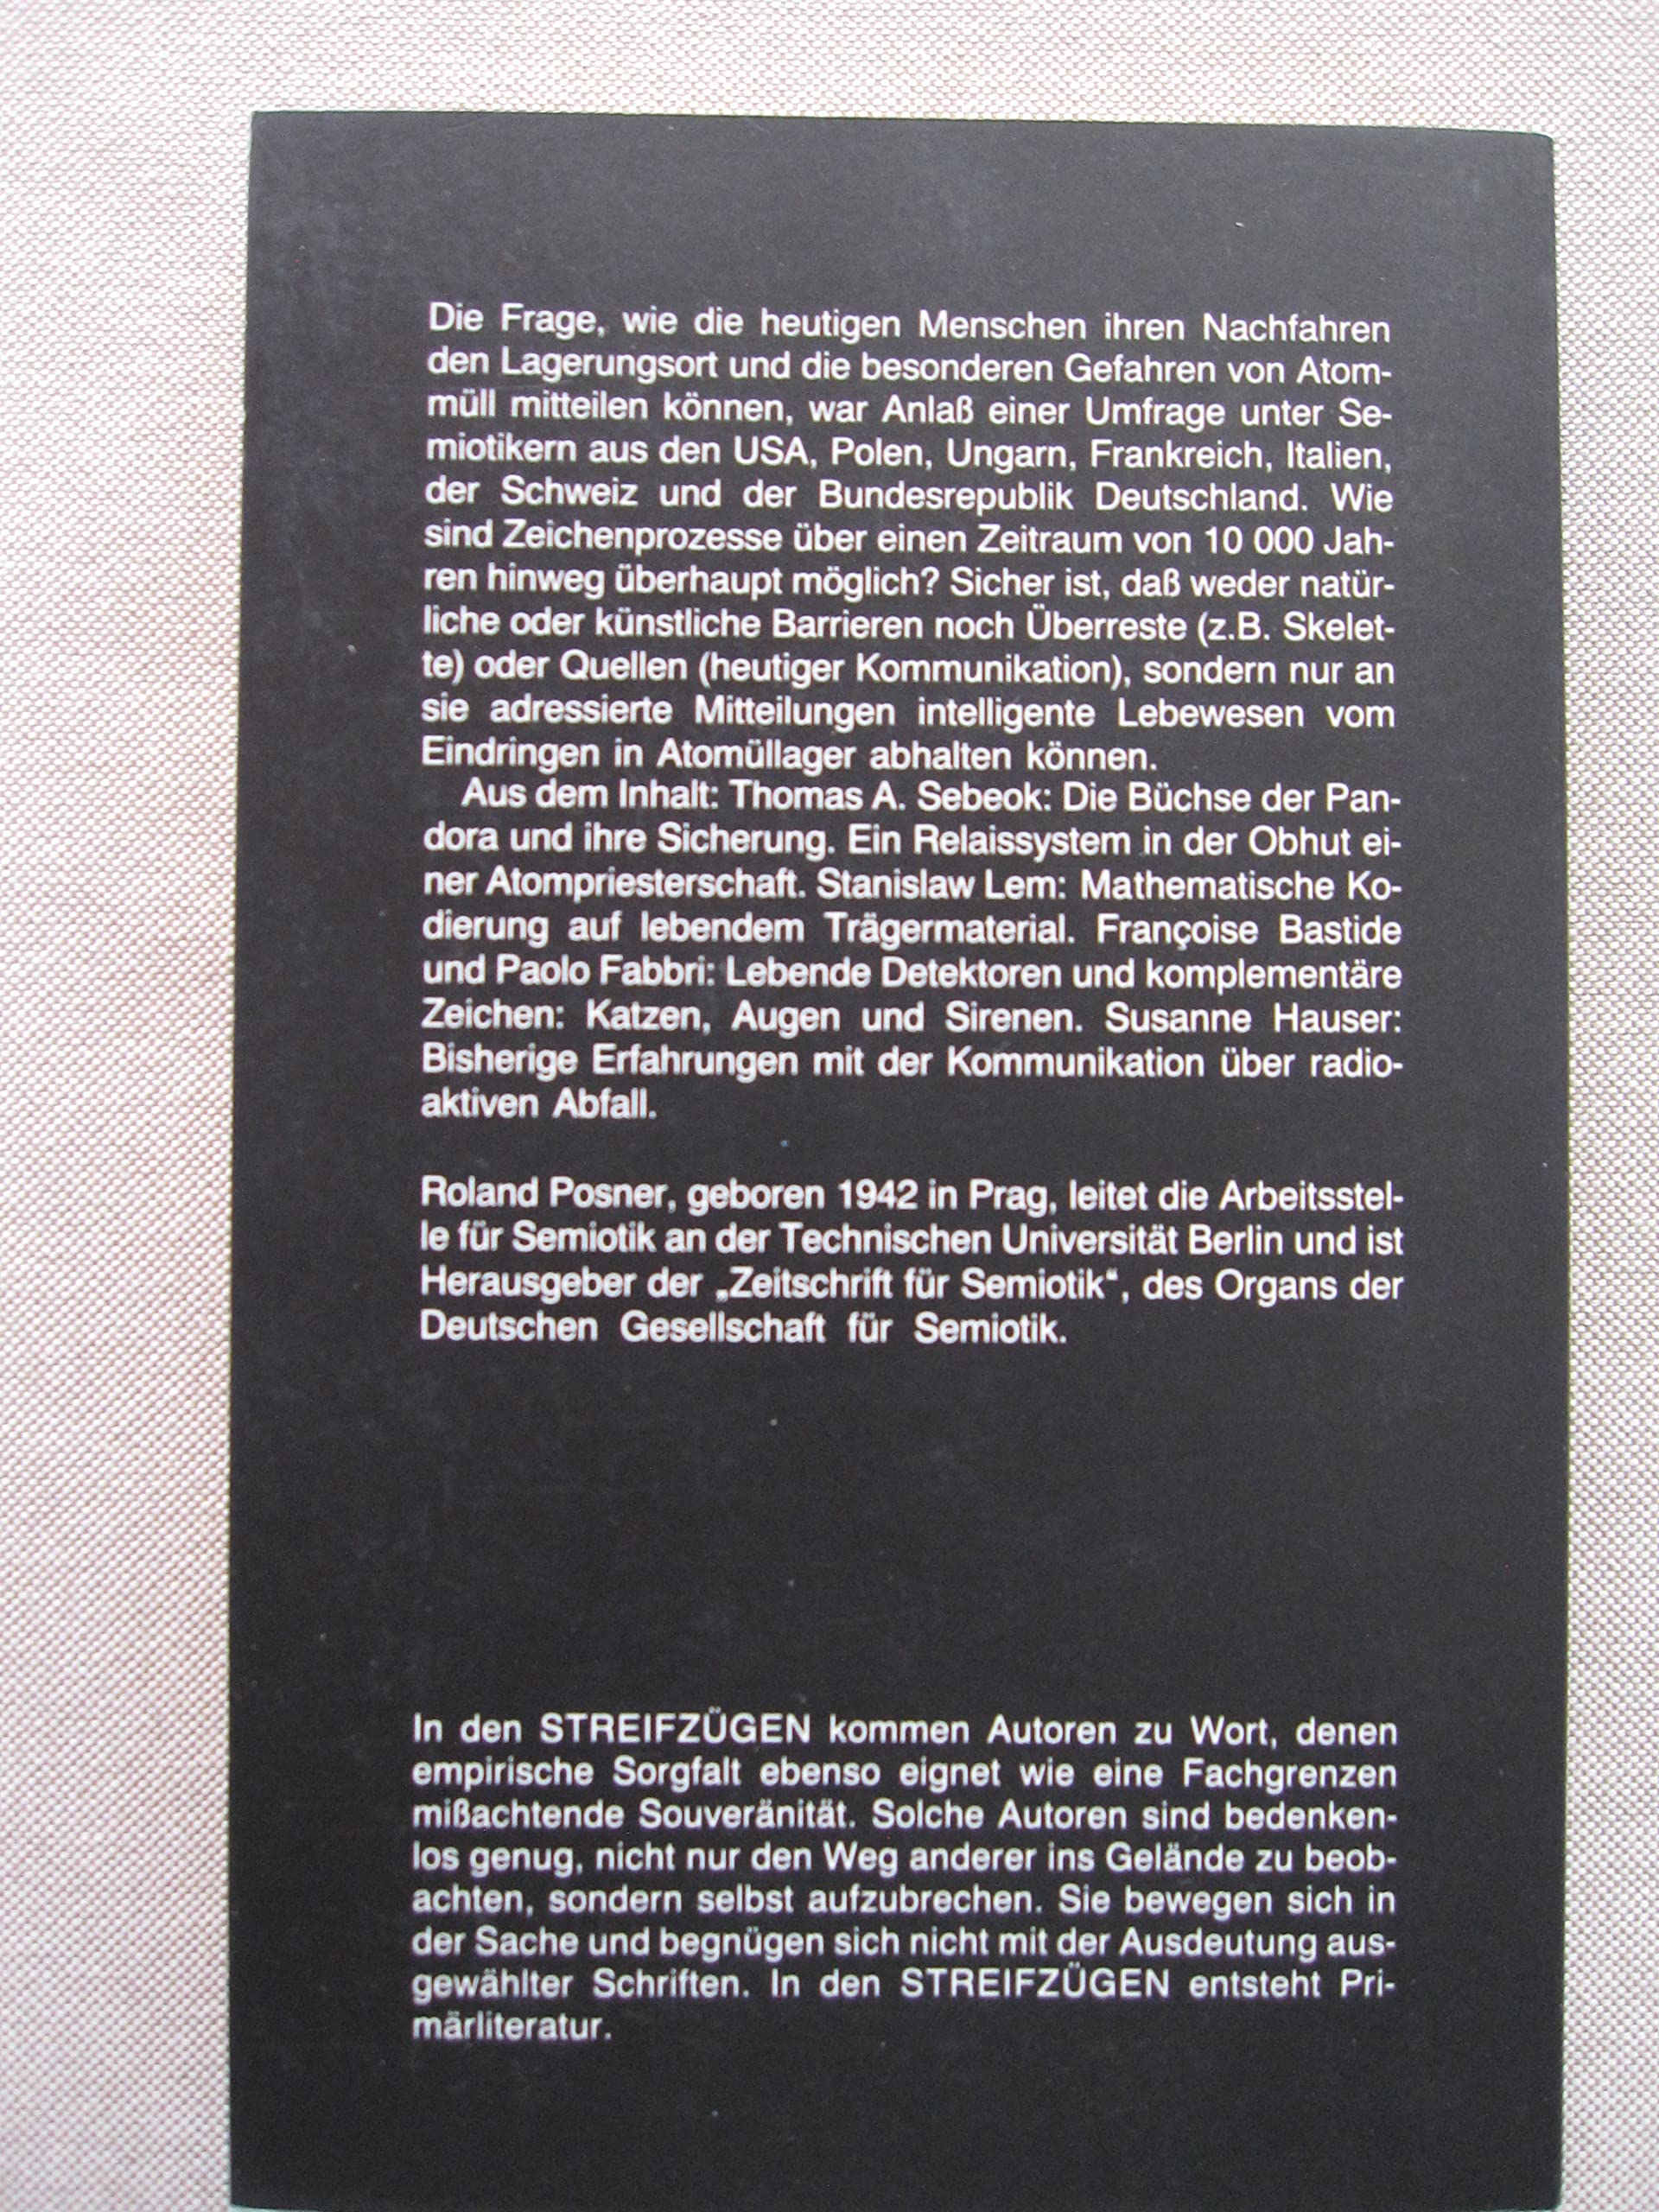 Die Frage, wie die heutigen Menschen ihren Nachfahren
den Lagerungsort und die besonderen Gefahren von Atom-
müll mitteilen können, war Anlaß einer Umfrage unter Se-
miotikern aus den USA, Polen, Ungarn, Frankreich, Italien,
der Schweiz und der Bundesrepublik Deutschland. Wie
sind Zeichenprozesse über einen Zeitraum von 10 000 Jah-
ren hinweg überhaupt möglich? Sicher ist, daß weder natür-
liche oder künstliche Barrieren noch Überreste (z.B. Skelet-
te) oder Quellen (heutiger Kommunikation), sondern nur an
sie adressierte Mitteilungen intelligente Lebewesen vom
Eindringen in Atomüllager abhalten können.
Aus dem Inhalt: Thomas A. Sebeok: Die Büchse der Pan-
dora und ihre Sicherung. Ein Relaissystem in der Obhut ei-
ner Atompriesterschaft. Stanislaw Lem: Mathematische Ko-
dierung auf lebendem Trägermaterial. Françoise Bastide
und Paolo Fabbri: Lebende Detektoren und komplementäre
Zeichen: Katzen, Augen und Sirenen. Susanne Hauser:
Bisherige Erfahrungen mit der Kommunikation über radio-
aktiven Abfall.
Roland Posner, geboren 1942 in Prag, leitet die Arbeitsstel-
le für Semiotik an der Technischen Universität Berlin und ist
Herausgeber der „Zeitschrift für Semiotik“, des Organs der
Deutschen Gesellschaft für Semiotik.
In den STREIFZÜGEN kommen Autoren zu Wort, denen
empirische Sorgfalt ebenso eignet wie eine Fachgrenzen
mißachtende Souveränität. Solche Autoren sind bedenken-
los genug, nicht nur den Weg anderer ins Gelände zu beob-
achten, sondern selbst aufzubrechen. Sie bewegen sich in
der Sache und begnügen sich nicht mit der Ausdeutung aus-
gewählter Schriften. In den STREIFZÜGEN entsteht Pri-
märliteratur.